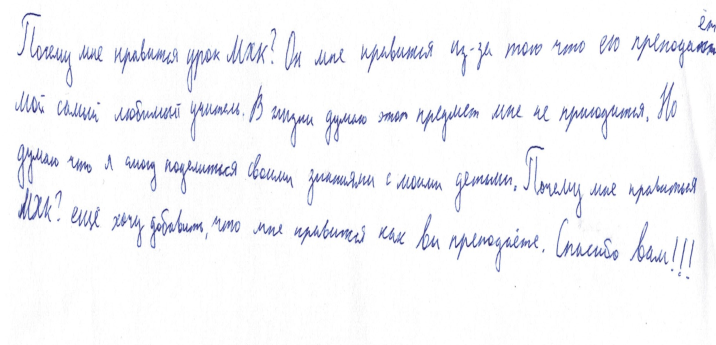 Почему мне нравится урок МХК? Он мне нравится из-за того что его преподаёт
мой самый любимый учитель. В жизни думаю этот предмет мне не пригодится. Но
думаю что я смогу поделиться своими знаниями с моими детьми. Почему мне нравиться
МХК? ещё хочу добавить, что мне нравится как вы преподаёте. Спасибо вам!!!